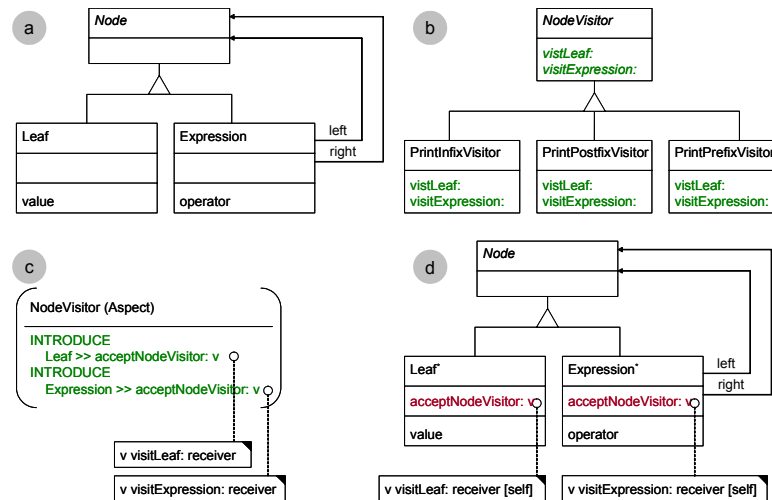 a
Node
Leaf
Expression
left
right
value
operator
b
NodeVisitor
vistLeaf:
visitExpression:
PrintInfixVisitor
PrintPostfixVisitor
PrintPrefixVisitor
vistLeaf:
visitExpression:
vistLeaf:
visitExpression:
vistLeaf:
visitExpression:
c
NodeVisitor (Aspect)
INTRODUCE
Leaf >> acceptNodeVisitor: v
INTRODUCE
Expression >> acceptNodeVisitor: v
v visitLeaf: receiver
v visitExpression: receiver
d
Node
Leaf*
Expression*
left
right
acceptNodeVisitor: v
acceptNodeVisitor: v
value
operator
v visitLeaf: receiver [self]
v visitExpression: receiver [self]